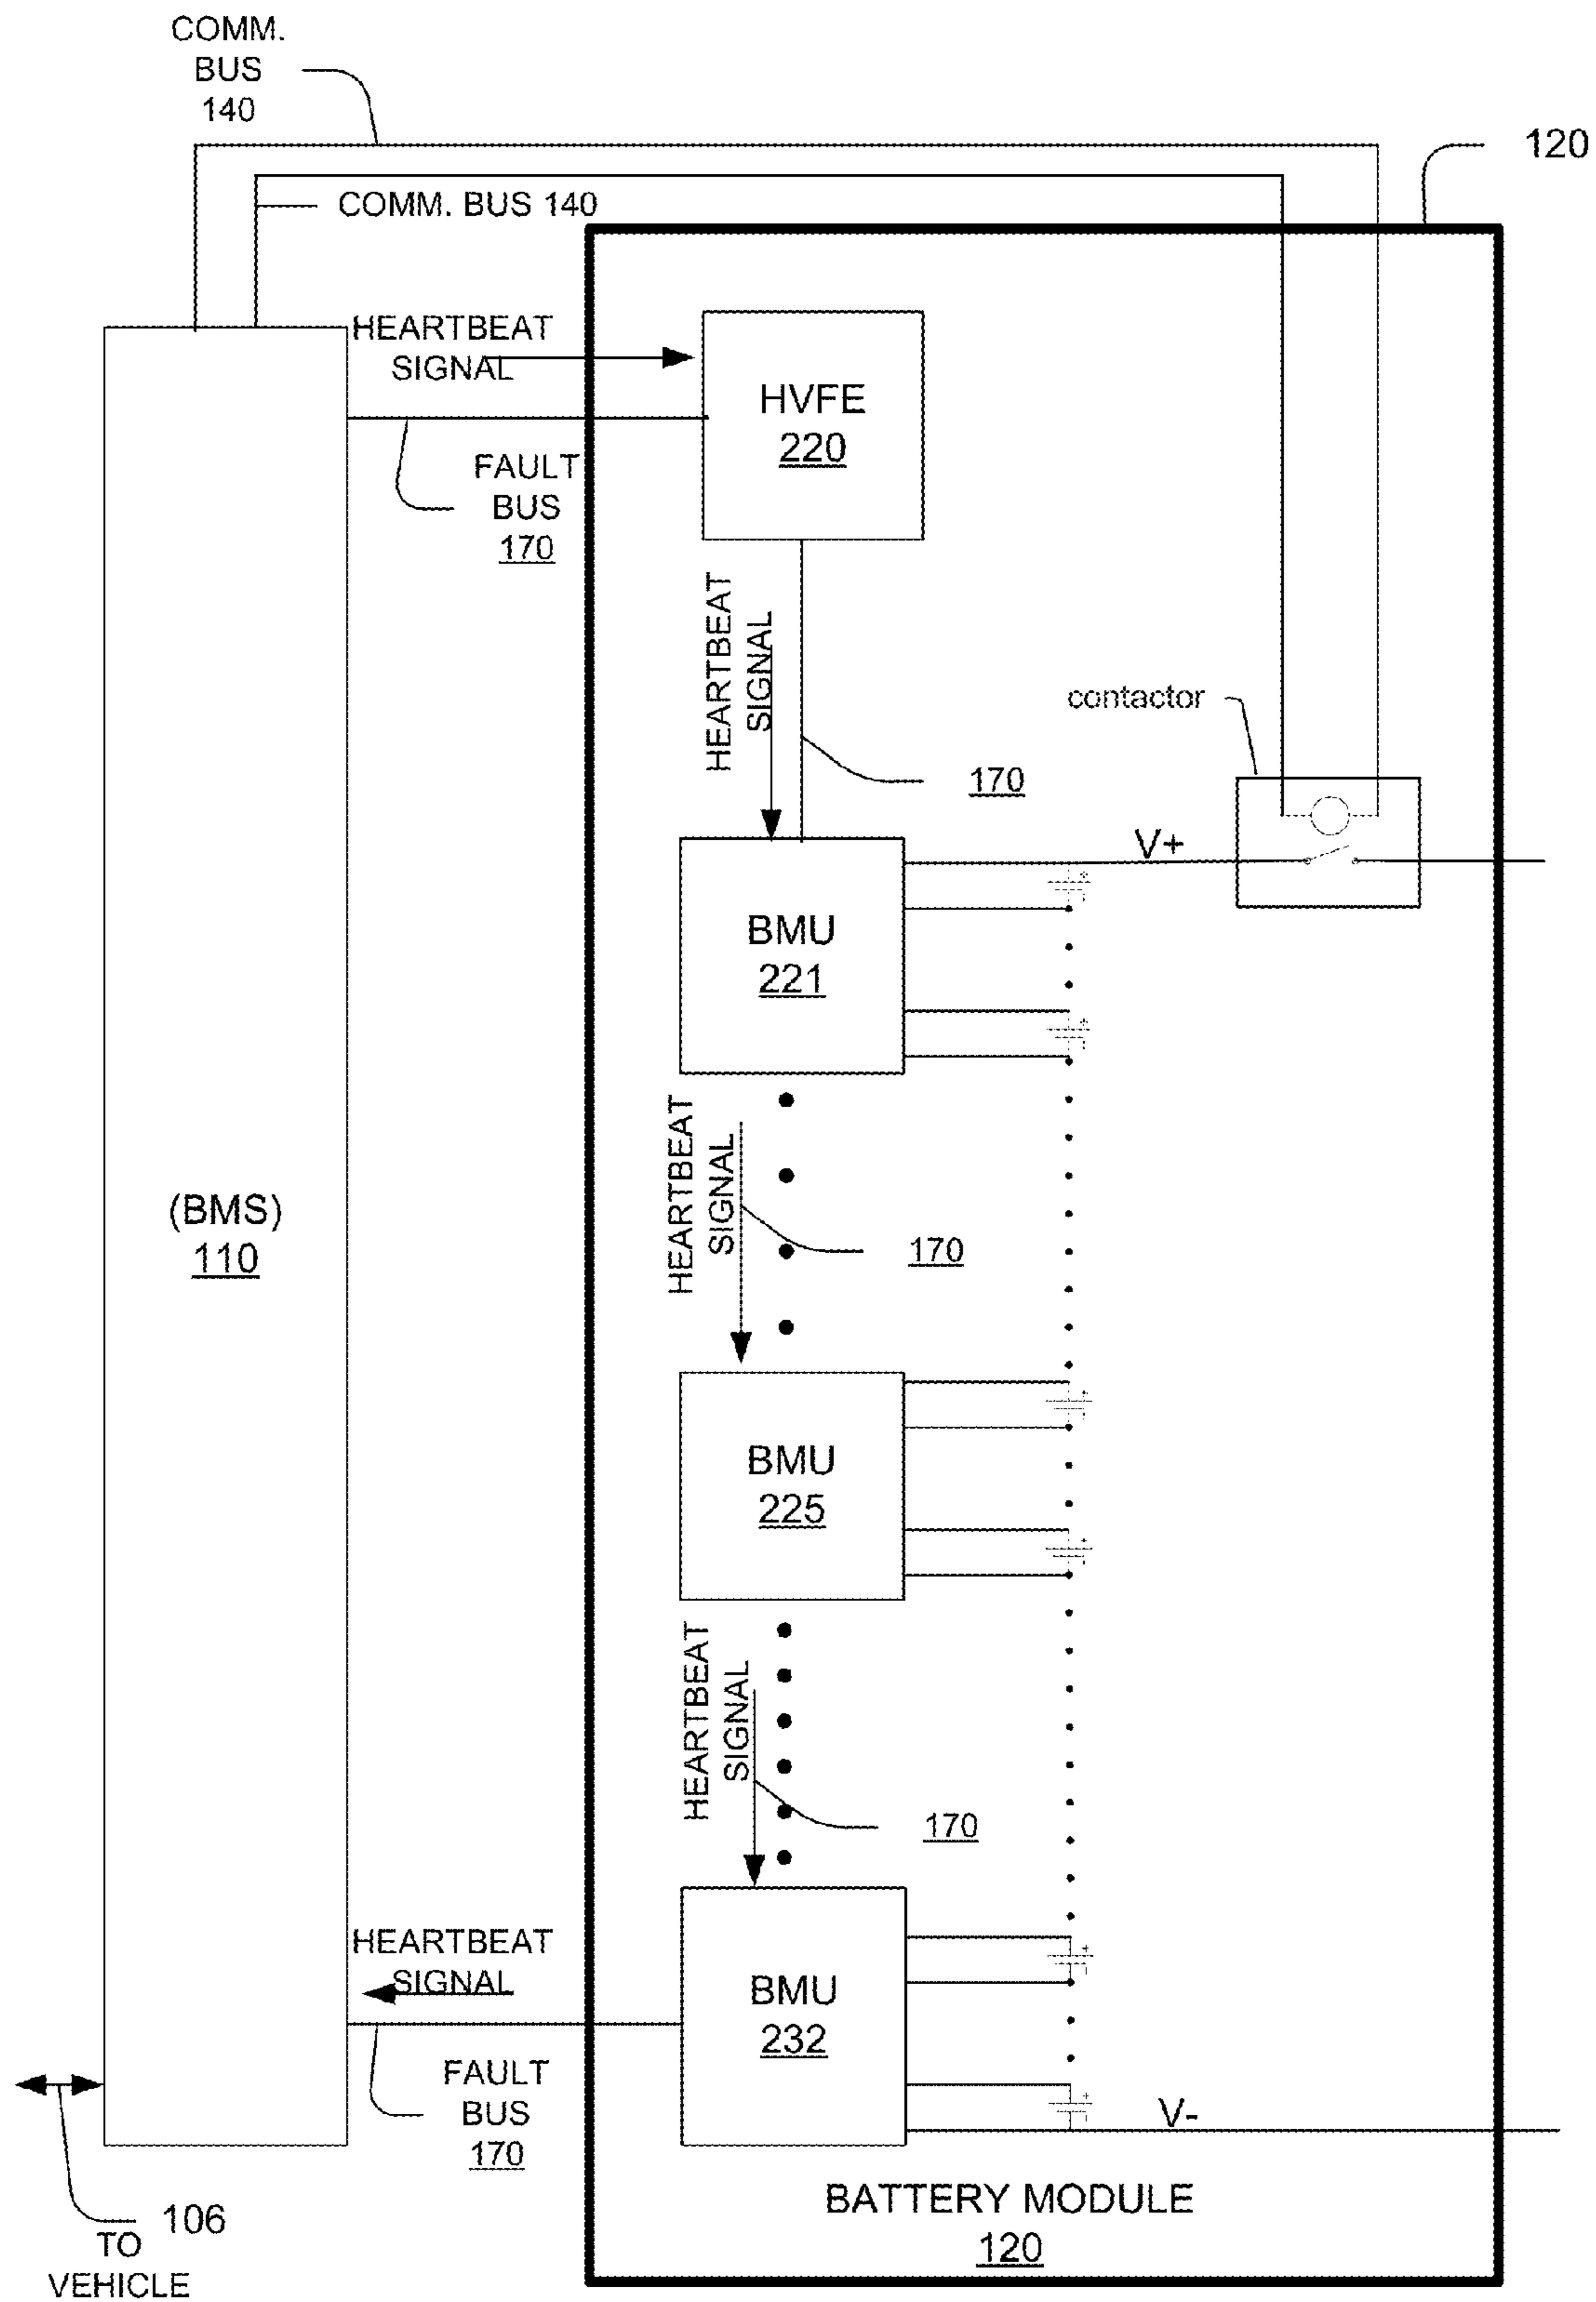 COMM.
BUS
140
120
COMM. BUS 140
HEARTBEAT
SIGNAL
HVFE
220
FAULT
BUS
170
HEARTBEAT
SIGNAL
contactor
170
V+
+
BMU
221
+
HEARTBEAT
SIGNAL
(BMS)
110
170
+
BMU
225
+
HEARTBEAT
SIGNAL
170
HEARTBEAT
SIGNAL
+
BMU
232
FAULT
BUS
170
+
V-
106
TO
VEHICLE
BATTERY MODULE
120